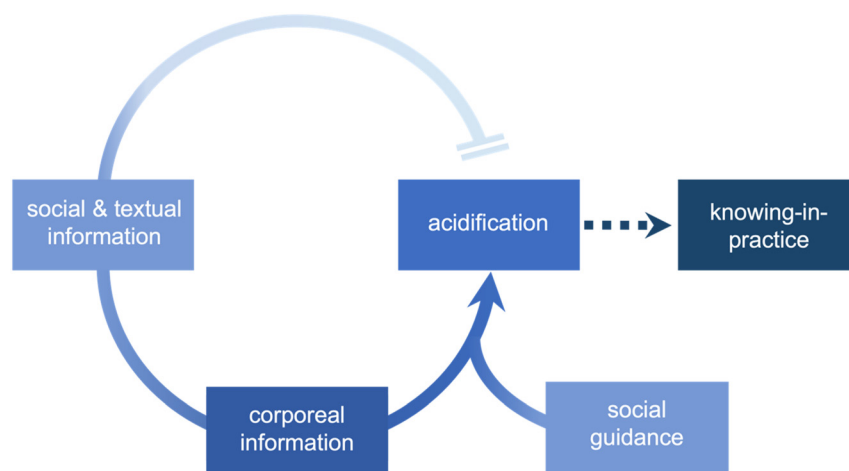 social & textual
information
acidification
knowing-in-
practice
corporeal
information
social
guidance